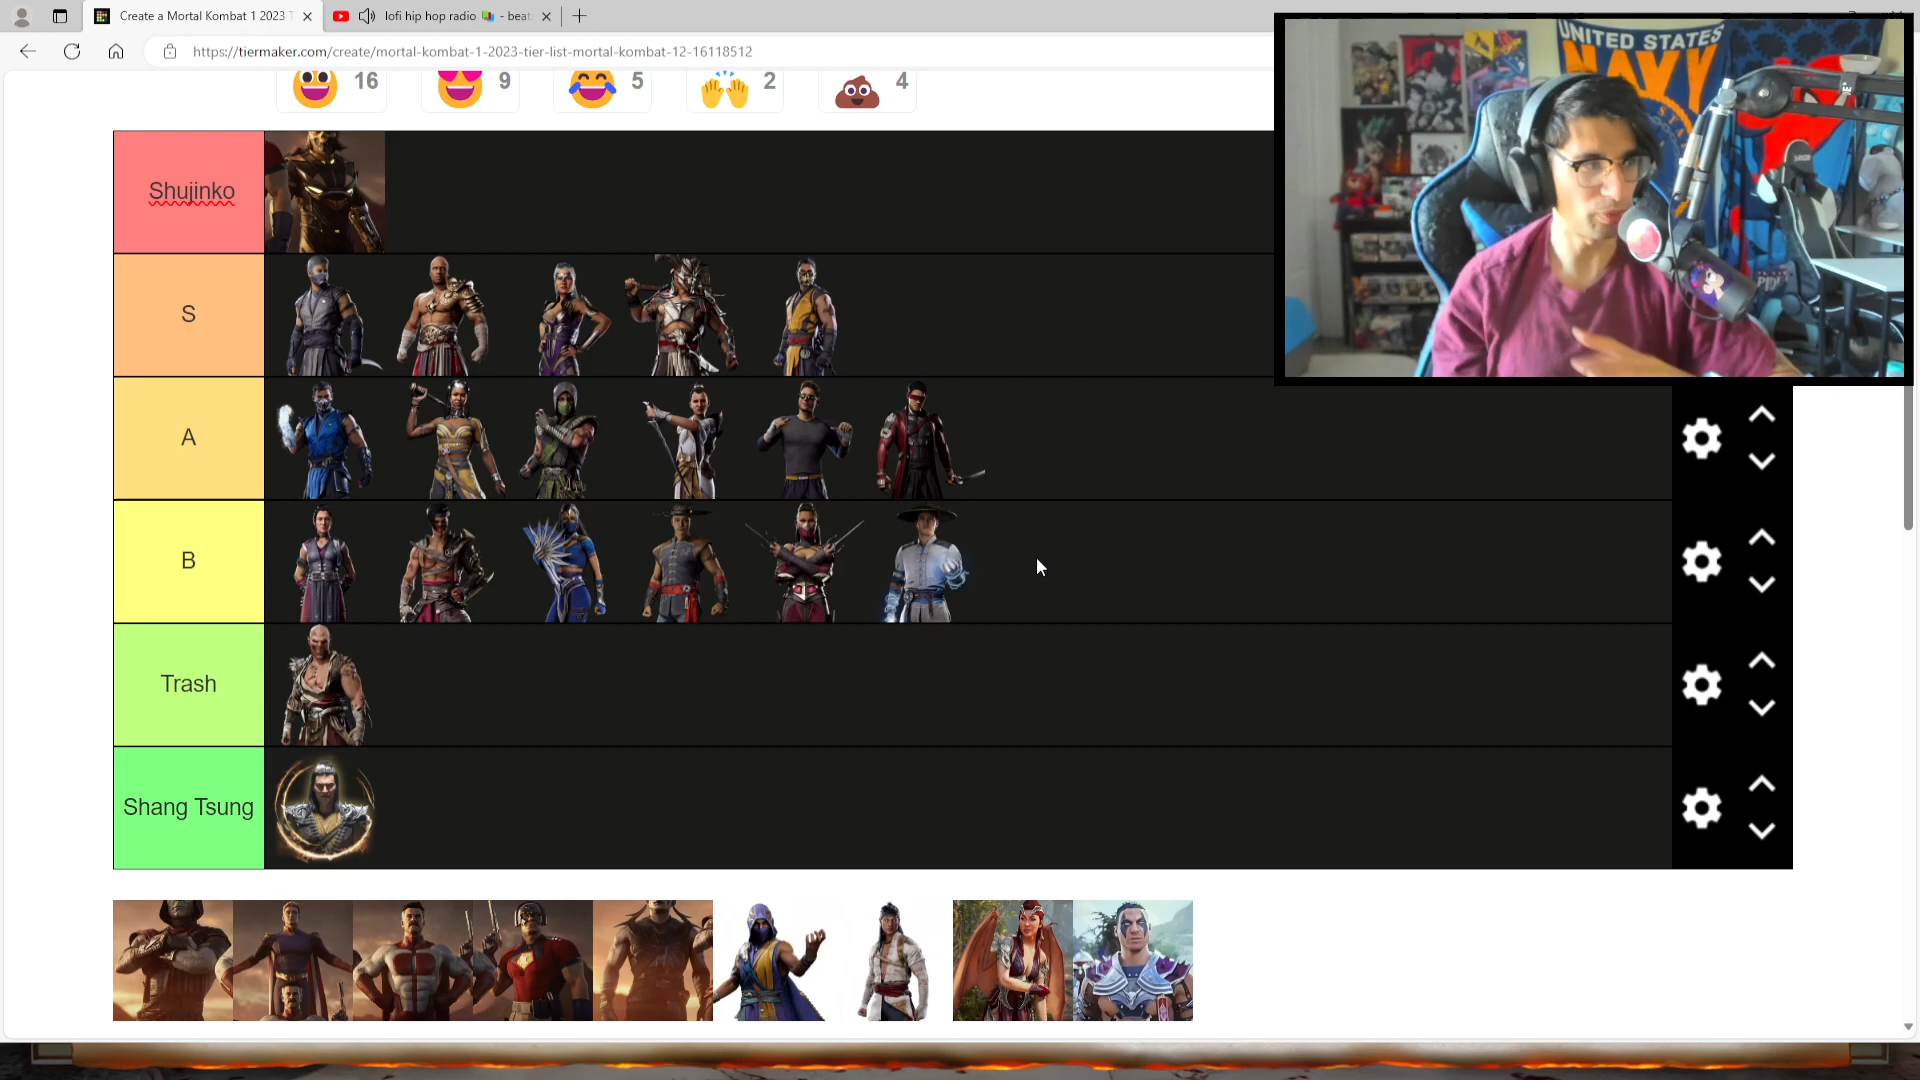 Create a Mortal Kombat 1 2023 T
lofi hip hop radio 📚 - beat
https://tiermaker.com/create/mortal-kombat-1-2023-tier-list-mortal-kombat-12-16118512
16 9 5 2 4
Shujinko
S
A
B
Trash
Shang Tsung
UNITED STATES
NAVY